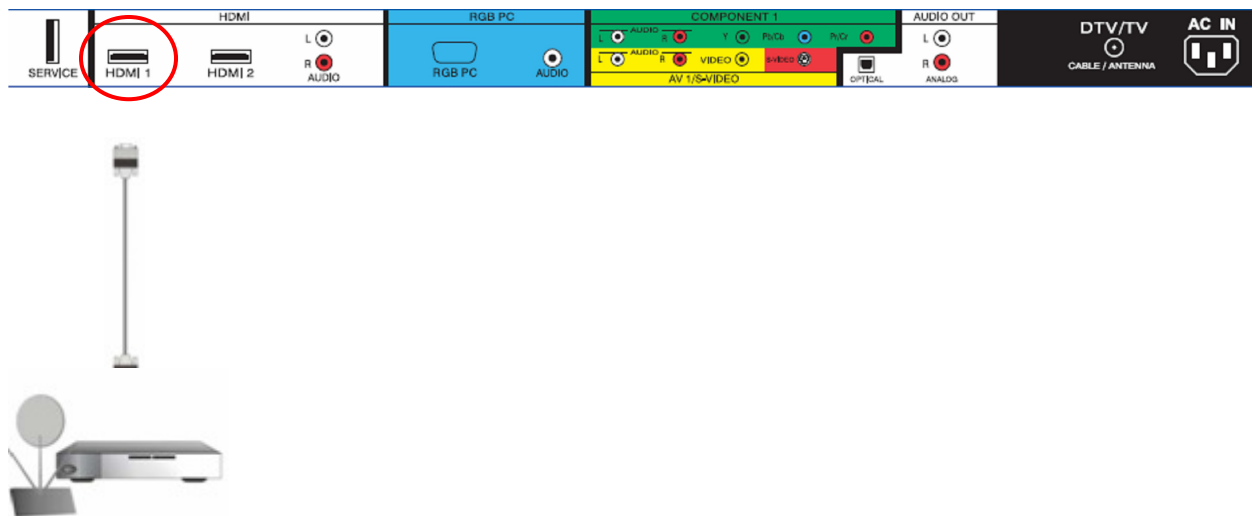 HDMI
RGB PC
COMPONENT 1
AUDIO OUT
SERVICE
HDMI 1
HDMI 2
L
R
AUDIO
RGB PC
AUDIO
L AUDIO R Y Pb/Cb Pr/Cr
L AUDIO R VIDEO S-VIDEO
AV 1/S-VIDEO
OPTICAL
L
R
ANALOG
DTV/TV
CABLE / ANTENNA
AC IN